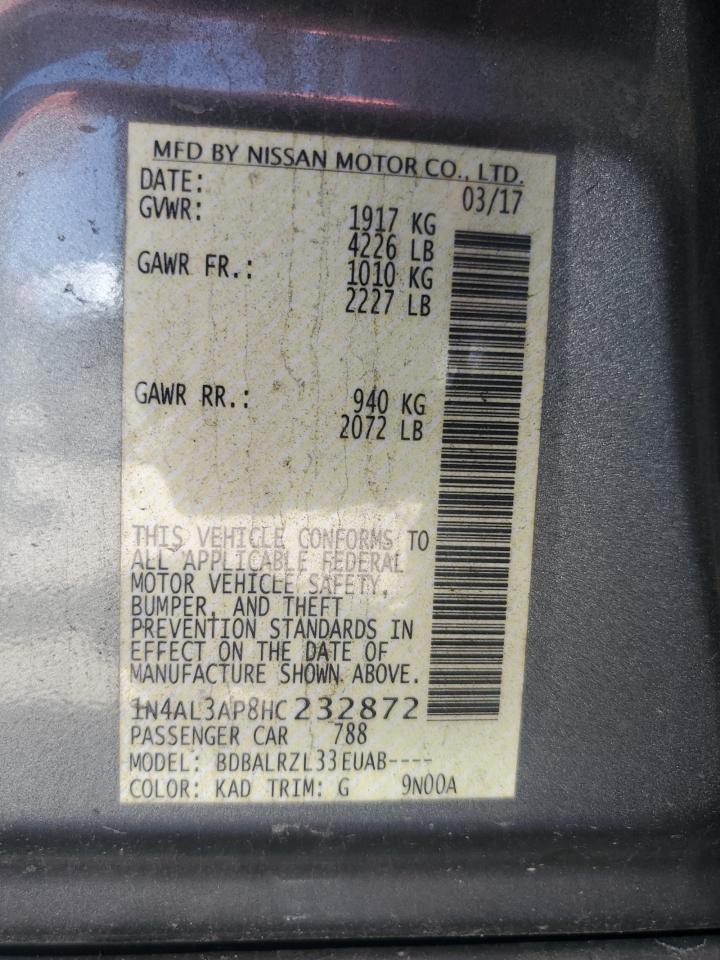 MFD BY NISSAN MOTOR CO., LTD.
DATE: 03/17
GVWR: 1917 KG
4226 LB
GAWR FR.: 1010 KG
2227 LB
GAWR RR.: 940 KG
2072 LB
THIS VEHICLE CONFORMS TO
ALL APPLICABLE FEDERAL
MOTOR VEHICLE SAFETY,
BUMPER, AND THEFT
PREVENTION STANDARDS IN
EFFECT ON THE DATE OF
MANUFACTURE SHOWN ABOVE.
1N4AL3AP8HC232872
PASSENGER CAR 788
MODEL: BDBALRZL33EUAB----
COLOR: KAD TRIM: G 9N00A